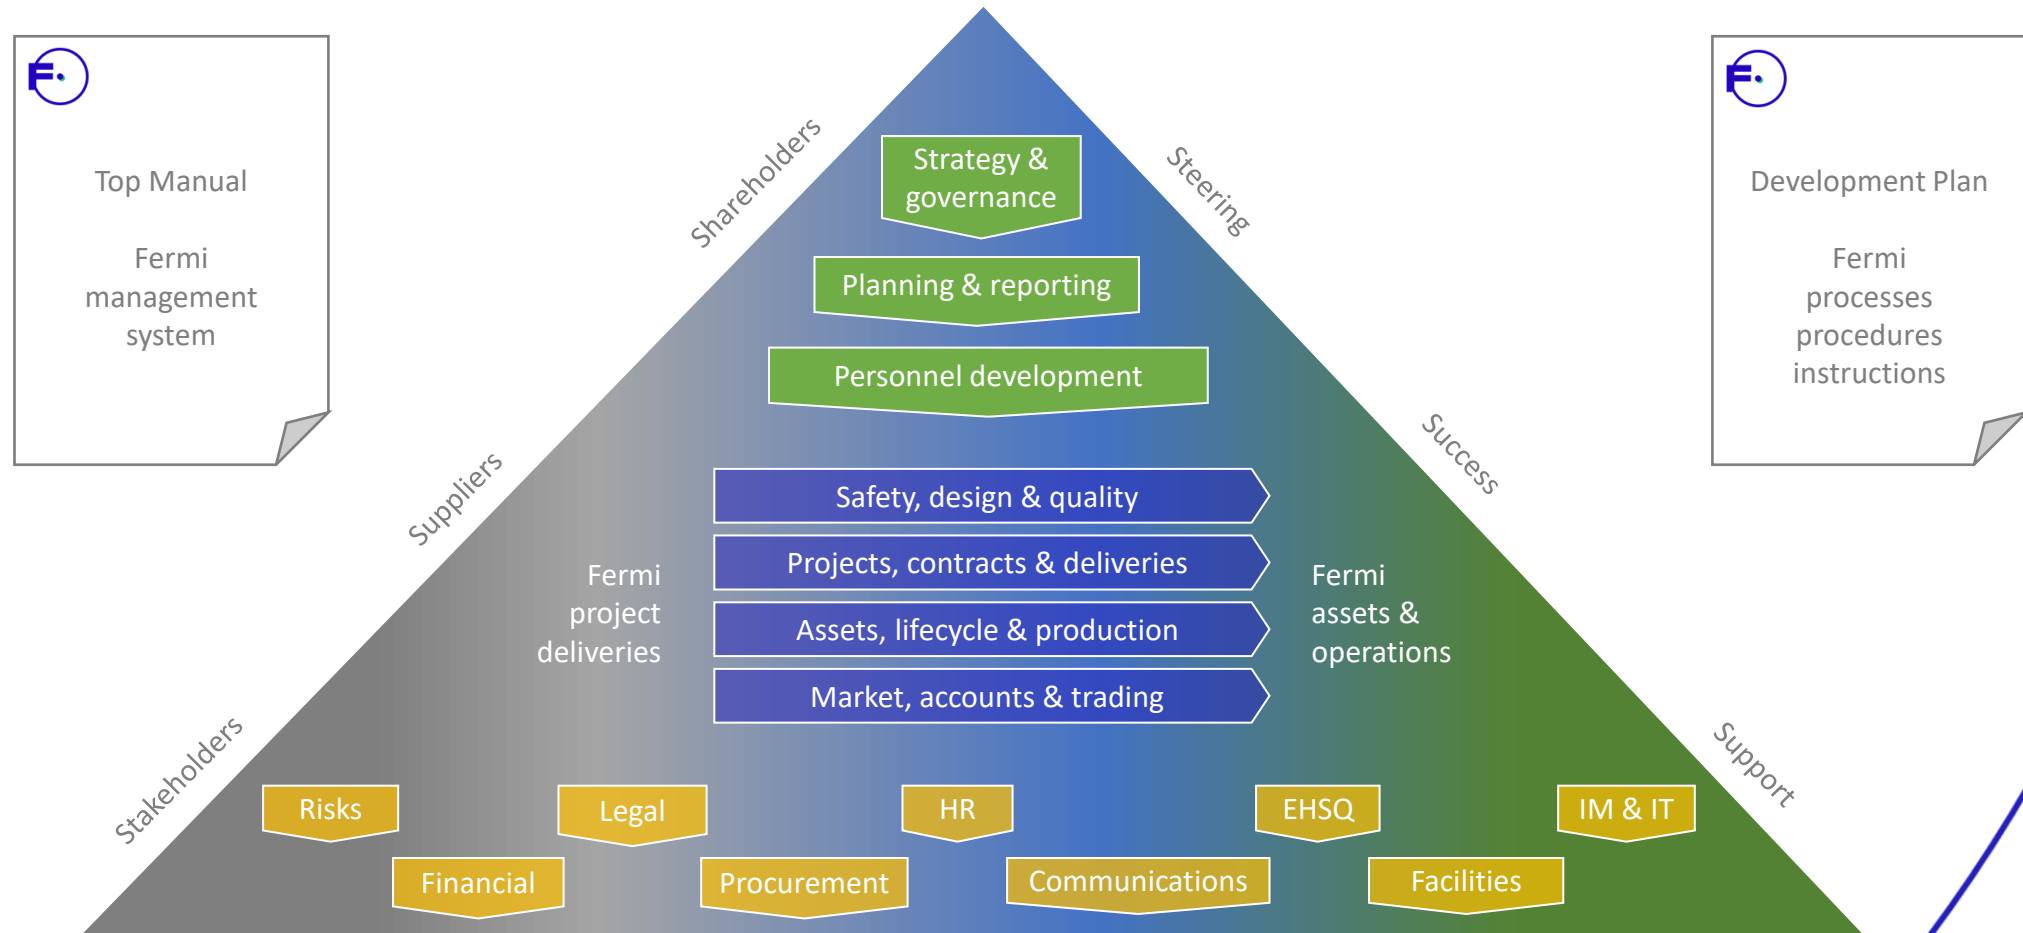 F
Top Manual
Fermi
management
system
Shareholders
Suppliers
Stakeholders
Strategy &
governance
Planning & reporting
Personnel development
Safety, design & quality
Projects, contracts & deliveries
Assets, lifecycle & production
Market, accounts & trading
Fermi
project
deliveries
Fermi
assets &
operations
Risks
Legal
HR
EHSQ
IM & IT
Financial
Procurement
Communications
Facilities
Steering
Success
Support
F
Development Plan
Fermi
processes
procedures
instructions